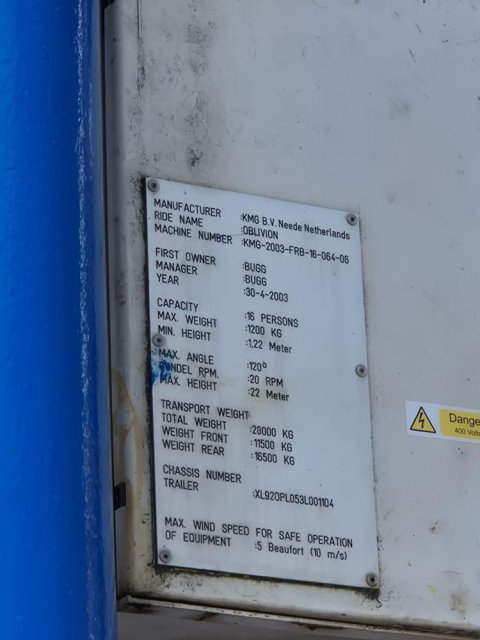 MANUFACTURER :KMG B.V. Neede Netherlands
RIDE NAME :OBLIVION
MACHINE NUMBER :KMG-2003-FRB-16-064-06
FIRST OWNER :BUGG
MANAGER :BUGG
YEAR :30-4-2003
CAPACITY :16 PERSONS
MAX. WEIGHT :1200 KG
MIN. HEIGHT :1.22 Meter
MAX. ANGLE :120°
RPM. :20 RPM
MAX. HEIGHT :22 Meter
TRANSPORT WEIGHT
TOTAL WEIGHT :29000 KG
WEIGHT FRONT :11500 KG
WEIGHT REAR :16500 KG
CHASSIS NUMBER
TRAILER :XL920PL053L001104
MAX. WIND SPEED FOR SAFE OPERATION
OF EQUIPMENT :5 Beaufort (10 m/s)
Dange
400 Volts